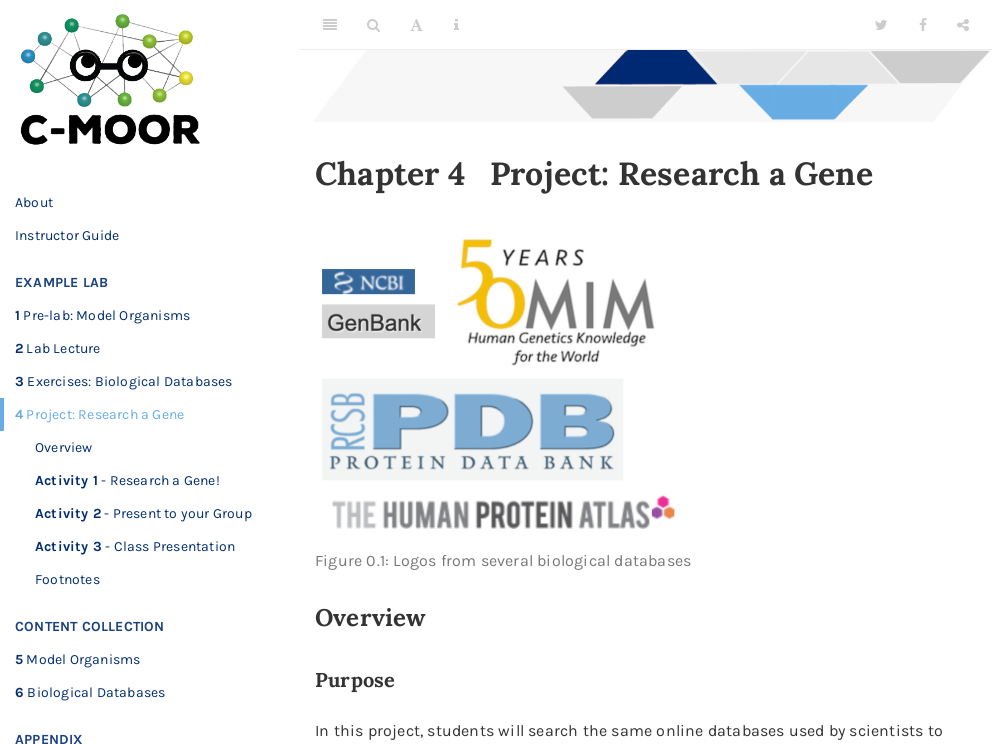 C-MOOR
About
Instructor Guide
EXAMPLE LAB
1 Pre-lab: Model Organisms
2 Lab Lecture
3 Exercises: Biological Databases
4 Project: Research a Gene
Overview
Activity 1 - Research a Gene!
Activity 2 - Present to your Group
Activity 3 - Class Presentation
Footnotes
CONTENT COLLECTION
5 Model Organisms
6 Biological Databases
APPENDIX
A
i
Chapter 4 Project: Research a Gene
NCBI
GenBank
50 YEARS
OMIM
Human Genetics Knowledge
for the World
RCSB
PDB
PROTEIN DATA BANK
THE HUMAN PROTEIN ATLAS
Figure 0.1: Logos from several biological databases
Overview
Purpose
In this project, students will search the same online databases used by scientists to